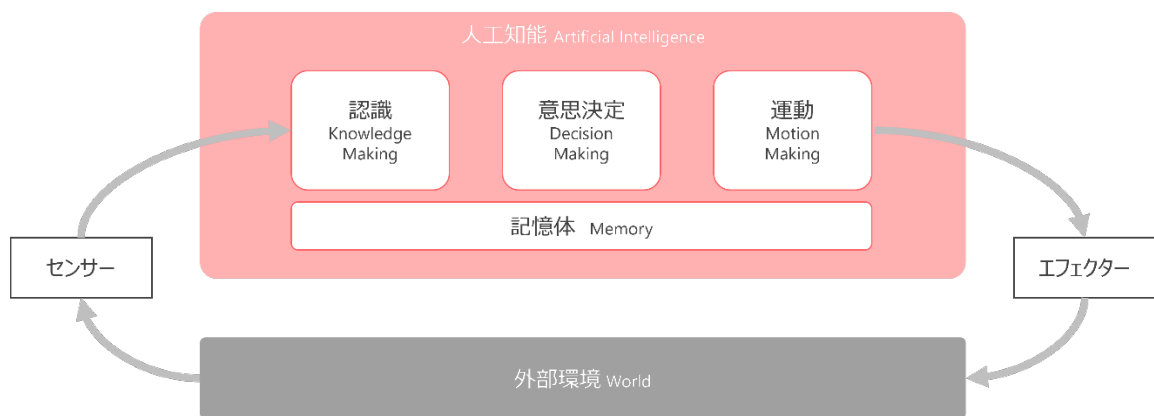 人工知能 Artificial Intelligence
認識
Knowledge
Making
意思決定
Decision
Making
運動
Motion
Making
記憶体 Memory
センサー
エフェクター
外部環境 World